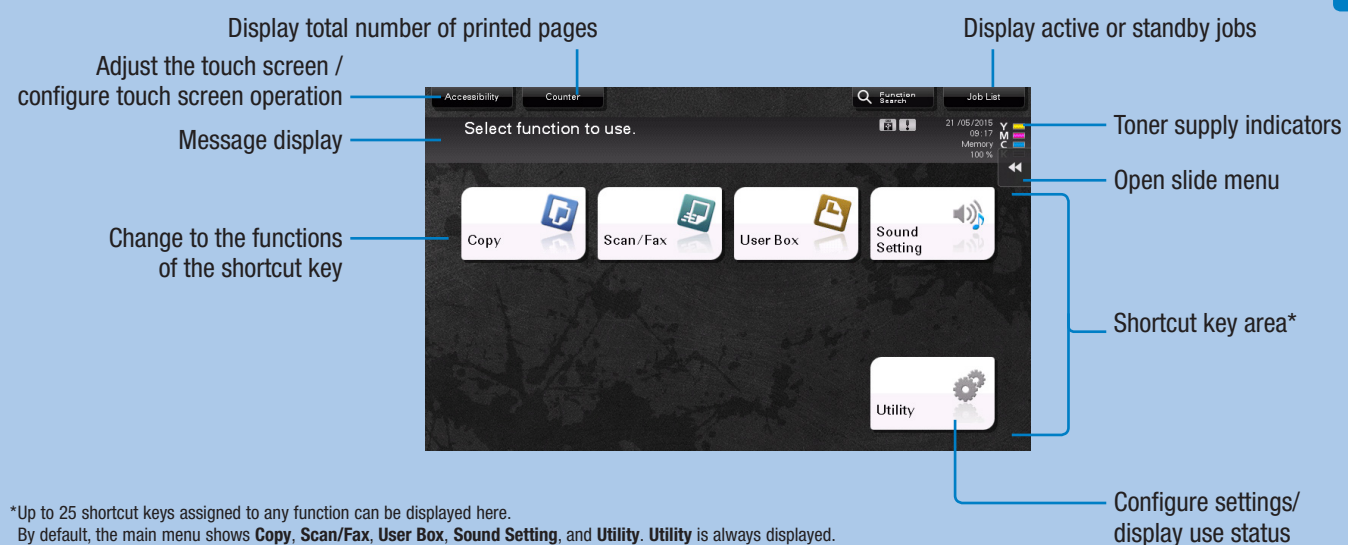 Display total number of printed pages
Display active or standby jobs
Adjust the touch screen /
configure touch screen operation
Message display
Change to the functions
of the shortcut key
Accessibility
Counter
Function
Search
Job List
Select function to use.
21 /05/2015
09:17
Memory
100 %
Y
M
C
K
Toner supply indicators
Open slide menu
Copy
Scan/Fax
User Box
Sound
Setting
Shortcut key area*
Utility
Configure settings/
display use status
*Up to 25 shortcut keys assigned to any function can be displayed here.
By default, the main menu shows Copy, Scan/Fax, User Box, Sound Setting, and Utility. Utility is always displayed.